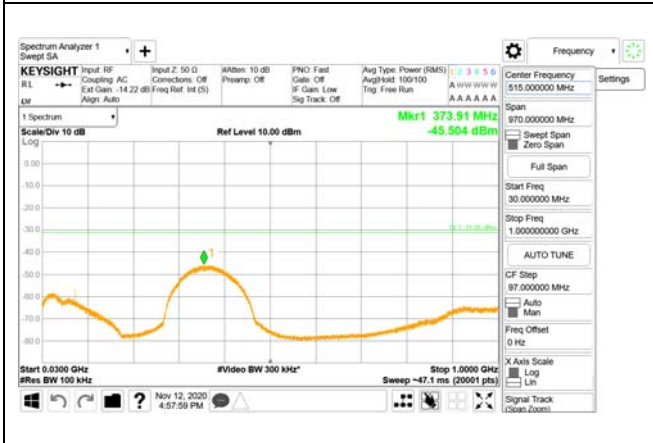 Spectrum Analyzer 1
Swept SA
Frequency
KEYSIGHT
RL
Input: RF
Coupling: AC
Ext Gain: -14.22 dB
Align: Auto
Input Z: 50 Ω
Corrections: Off
Freq Ref: Int (S)
#Atten: 10 dB
Preamp: Off
PNO: Fast
Gate: Off
IF Gain: Low
Sig Track: Off
Avg Type: Power (RMS)
Avg|Hold: 100/100
Trig: Free Run
1 2 3 4 5 6
A W W W W W
A A A A A A
1 Spectrum
Scale/Div 10 dB
Log
Ref Level 10.00 dBm
Mkr1 373.91 MHz
-45.504 dBm
0.00
-10.0
-20.0
-30.0
-40.0
-50.0
-60.0
-70.0
-80.0
1
Start 0.0300 GHz
#Res BW 100 kHz
#Video BW 300 kHz*
Stop 1.0000 GHz
Sweep ~47.1 ms (20001 pts)
Center Frequency
515.000000 MHz
Settings
Span
970.000000 MHz
Swept Span
Zero Span
Full Span
Start Freq
30.000000 MHz
Stop Freq
1.000000000 GHz
AUTO TUNE
CF Step
97.000000 MHz
Auto
Man
Freq Offset
0 Hz
X Axis Scale
Log
Lin
Signal Track
(Span Zoom)
?
Nov 12, 2020
4:57:59 PM